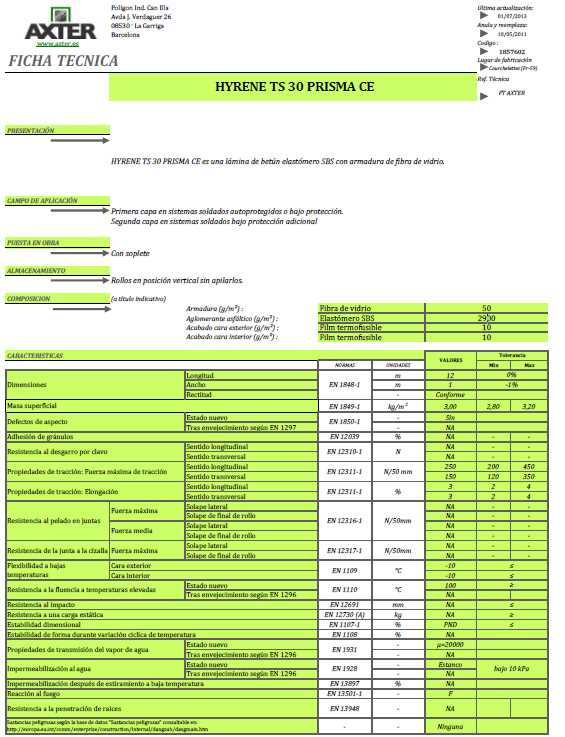 AXTER
www.axter.es
Polígon Ind. Can Illa
Avda J. Verdaguer 26
08530 - La Garriga
Barcelona
FICHA TECNICA
Ultima actualización:
01/07/2013
Anula y reemplaza:
10/05/2011
Codigo:
1857602
Lugar de fabricación
Courchelettes (Fr-59)
Ref. Técnica
FT AXTER
HYRENE TS 30 PRISMA CE
PRESENTACIÓN
HYRENE TS 30 PRISMA CE es una lámina de betún elastómero SBS con armadura de fibra de vidrio.
CAMPO DE APLICACIÓN
Primera capa en sistemas soldados autoprotegidos o bajo protección.
Segunda capa en sistemas soldados bajo protección adicional
PUESTA EN OBRA
Con soplete
ALMACENAMIENTO
Rollos en posición vertical sin apilarlos.
COMPOSICION (a título indicativo)
Armadura (g/m²) : Fibra de vidrio 50
Aglomerante asfáltico (g/m²) : Elastómero SBS 2900
Acabado cara exterior (g/m²) : Film termofusible 10
Acabado cara interior (g/m²) : Film termofusible 10
CARACTERISTICAS NORMAS UNIDADES VALORES Tolerancia
Min Max
Dimensiones EN 1848-1
Longitud m 12 0%
Ancho m 1 -1%
Rectitud - Conforme
Masa superficial EN 1849-1 kg/m² 3,00 2,80 3,20
Defectos de aspecto EN 1850-1
Estado nuevo - Sin
Tras envejecimiento según EN 1297 - NA
Adhesión de gránulos EN 12039 % NA - -
Resistencia al desgarro por clavo EN 12310-1 N
Sentido longitudinal NA - -
Sentido transversal NA - -
Propiedades de tracción: Fuerza máxima de tracción EN 12311-1 N/50 mm
Sentido longitudinal 250 200 450
Sentido transversal 150 120 350
Propiedades de tracción: Elongación EN 12311-1 %
Sentido longitudinal 3 2 4
Sentido transversal 3 2 4
Resistencia al pelado en juntas EN 12316-1 N/50mm
Fuerza máxima Solape lateral NA - -
Solape de final de rollo NA - -
Fuerza media Solape lateral NA - -
Solape de final de rollo NA - -
Resistencia de la junta a la cizalla Fuerza máxima EN 12317-1 N/50mm
Solape lateral NA - -
Solape de final de rollo NA - -
Flexibilidad a bajas temperaturas EN 1109 °C
Cara exterior -10 ≤
Cara interior -10 ≤
Resistencia a la fluencia a temperaturas elevadas EN 1110 °C
Estado nuevo 100 ≥
Tras envejecimiento según EN 1296 NA
Resistencia al impacto EN 12691 mm NA ≤
Resistencia a una carga estática EN 12730 (A) kg NA ≥
Estabilidad dimensional EN 1107-1 % PND ≤
Estabilidad de forma durante variación cíclica de temperatura EN 1108 % NA
Propiedades de transmisión del vapor de agua EN 1931
Estado nuevo - μ=20000
Tras envejecimiento según EN 1296 - NA
Impermeabilización al agua EN 1928
Estado nuevo - Estanco bajo 10 kPa
Tras envejecimiento según EN 1296 - NA
Impermeabilización después de estiramiento a baja temperatura EN 13897 % NA
Reacción al fuego EN 13501-1 - F
Resistencia a la penetración de raíces EN 13948 - NA
Sustancias peligrosas según la base de datos "Sustancias peligrosas" consultable en:
http://europa.eu.int/comm/enterprise/construction/internal/dangsub/dangmain.htm - - Ninguna